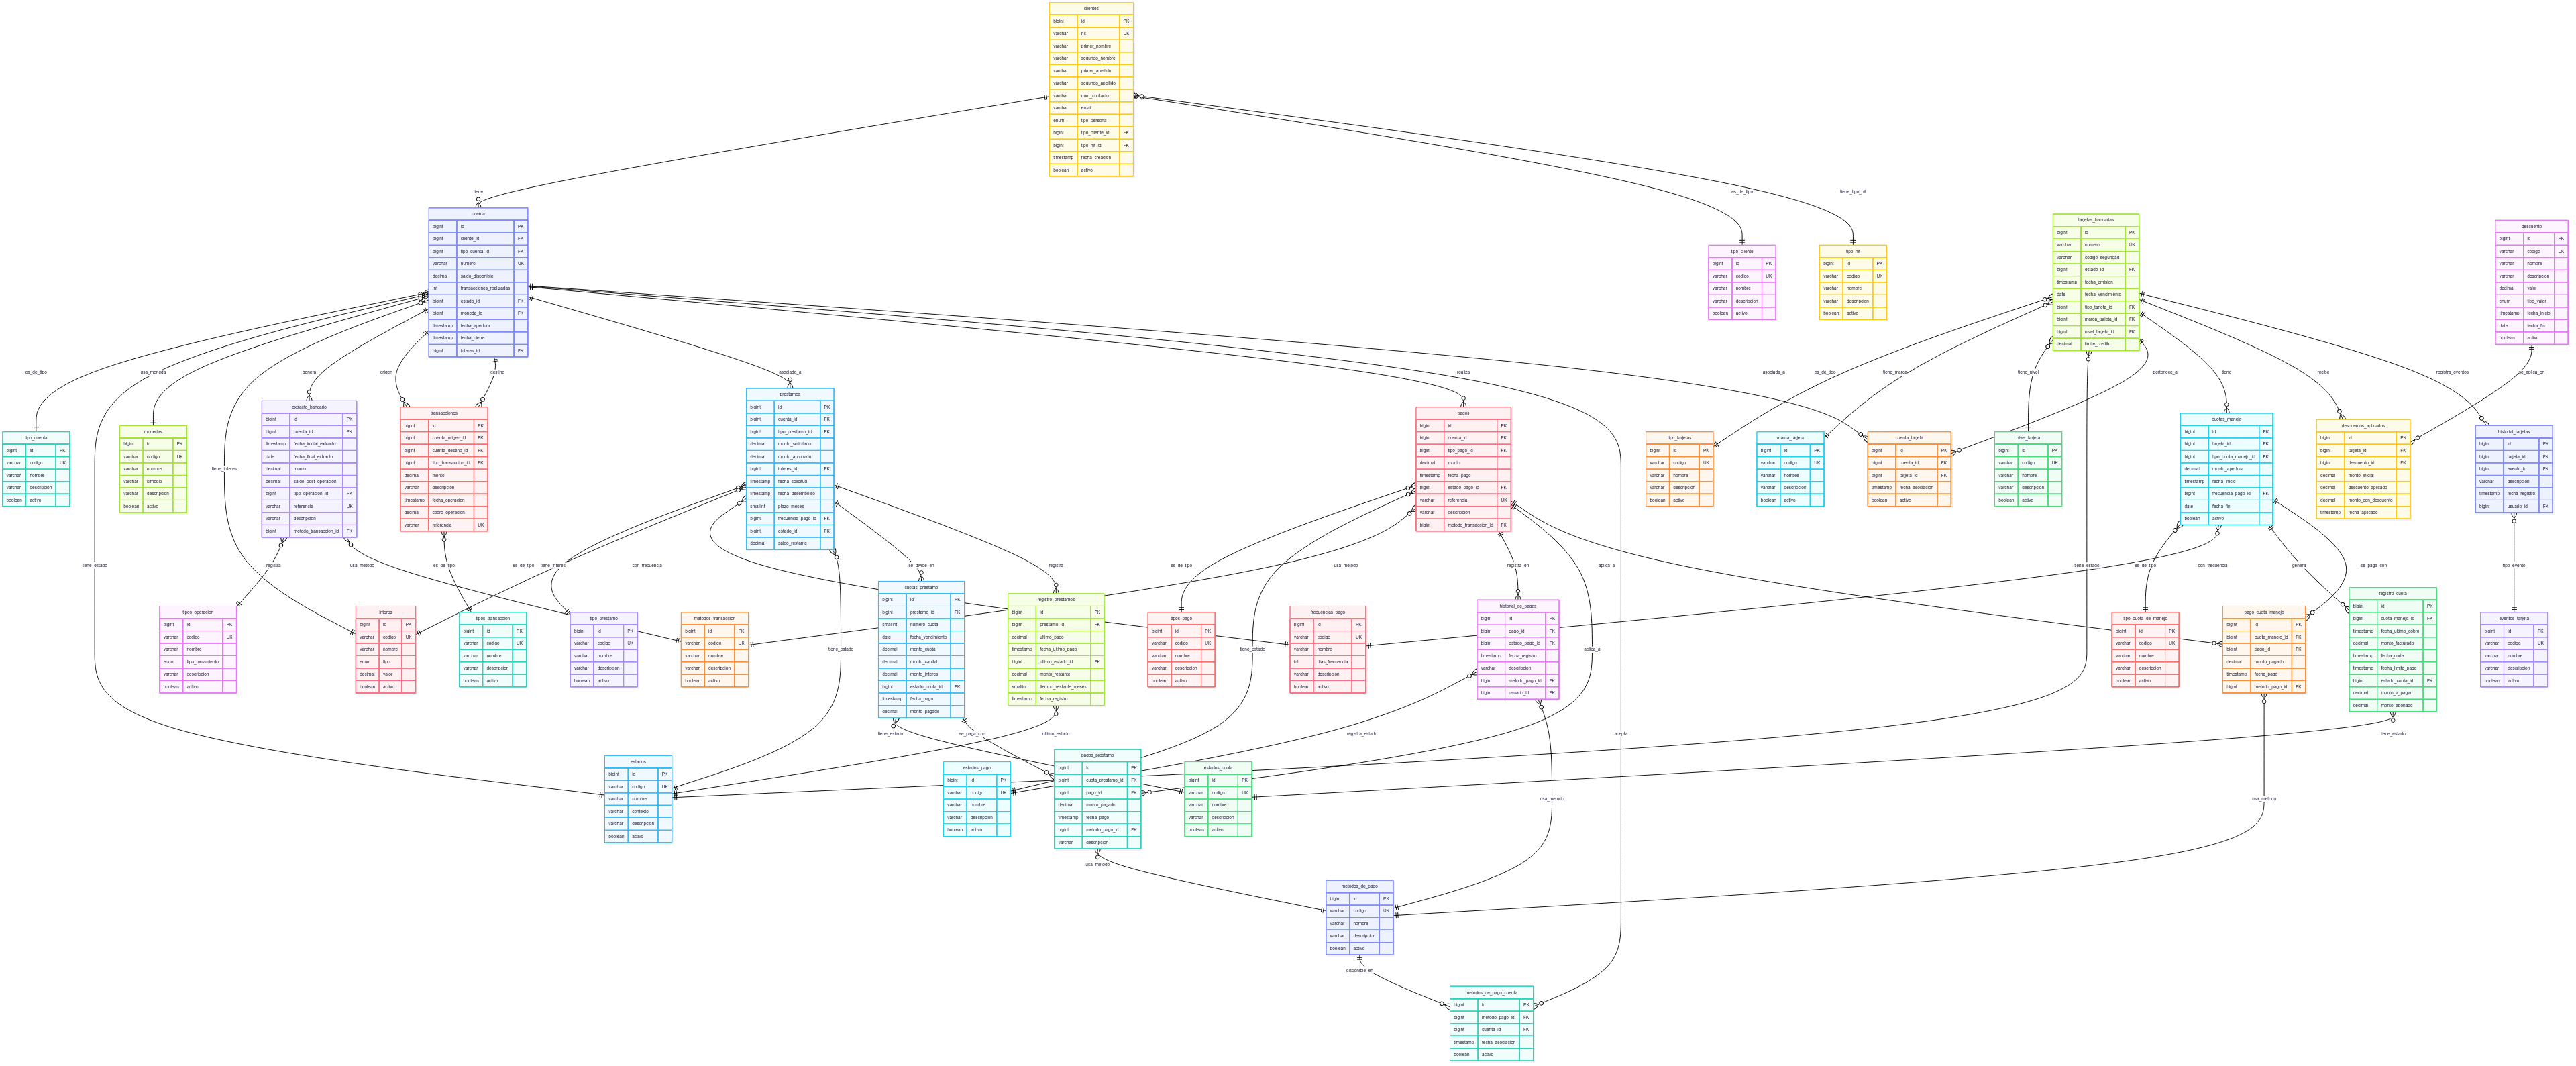 clientes
bigint id PK
varchar nit UK
varchar primer_nombre
varchar segundo_nombre
varchar primer_apellido
varchar segundo_apellido
varchar num_contacto
varchar email
enum tipo_persona
bigint tipo_cliente_id FK
bigint tipo_nit_id FK
timestamp fecha_creacion
boolean activo
tiene
es_de_tipo
tiene_tipo_nit
cuenta
bigint id PK
bigint cliente_id FK
bigint tipo_cuenta_id FK
varchar numero UK
decimal saldo_disponible
int transacciones_realizadas
bigint estado_id FK
bigint moneda_id FK
timestamp fecha_apertura
timestamp fecha_cierre
bigint interes_id FK
tipo_cliente
bigint id PK
varchar codigo UK
varchar nombre
varchar descripcion
boolean activo
tipo_nit
bigint id PK
varchar codigo UK
varchar nombre
varchar descripcion
boolean activo
tarjetas_bancarias
bigint id PK
varchar numero UK
varchar codigo_seguridad
bigint estado_id FK
timestamp fecha_emision
date fecha_vencimiento
bigint tipo_tarjeta_id FK
bigint marca_tarjeta_id FK
bigint nivel_tarjeta_id FK
decimal limite_credito
descuento
bigint id PK
varchar codigo UK
varchar nombre
varchar descripcion
decimal valor
enum tipo_valor
timestamp fecha_inicio
date fecha_fin
boolean activo
es_de_tipo
usa_moneda
genera
origen
destino
asociado_a
realiza
asociada_a
es_de_tipo
tiene_marca
tiene_nivel
pertenece_a
tiene
recibe
registra_eventos
se_aplica_en
tipo_cuenta
bigint id PK
varchar codigo UK
varchar nombre
varchar descripcion
boolean activo
monedas
bigint id PK
varchar codigo UK
varchar nombre
varchar simbolo
varchar descripcion
boolean activo
extracto_bancario
bigint id PK
bigint cuenta_id FK
timestamp fecha_inicial_extracto
date fecha_final_extracto
decimal monto
decimal saldo_post_operacion
bigint tipo_operacion_id FK
varchar referencia UK
varchar descripcion
bigint metodo_transaccion_id FK
transacciones
bigint id PK
bigint cuenta_origen_id FK
bigint cuenta_destino_id FK
bigint tipo_transaccion_id FK
decimal monto
varchar descripcion
timestamp fecha_operacion
decimal cobro_operacion
varchar referencia UK
prestamos
bigint id PK
bigint cuenta_id FK
bigint tipo_prestamo_id FK
decimal monto_solicitado
decimal monto_aprobado
bigint interes_id FK
timestamp fecha_solicitud
timestamp fecha_desembolso
smallint plazo_meses
bigint frecuencia_pago_id FK
bigint estado_id FK
decimal saldo_restante
pagos
bigint id PK
bigint cuenta_id FK
bigint tipo_pago_id FK
decimal monto
timestamp fecha_pago
bigint estado_pago_id FK
varchar referencia UK
varchar descripcion
bigint metodo_transaccion_id FK
tipo_tarjetas
bigint id PK
varchar codigo UK
varchar nombre
varchar descripcion
boolean activo
marca_tarjeta
bigint id PK
varchar codigo UK
varchar nombre
varchar descripcion
boolean activo
cuenta_tarjeta
bigint id PK
bigint cuenta_id FK
bigint tarjeta_id FK
timestamp fecha_asociacion
boolean activo
nivel_tarjeta
bigint id PK
varchar codigo UK
varchar nombre
varchar descripcion
boolean activo
cuotas_manejo
bigint id PK
bigint tarjeta_id FK
bigint tipo_cuota_manejo_id FK
decimal monto_apertura
timestamp fecha_inicio
bigint frecuencia_pago_id FK
date fecha_fin
boolean activo
descuentos_aplicados
bigint id PK
bigint tarjeta_id FK
bigint descuento_id FK
decimal monto_inicial
decimal descuento_aplicado
decimal monto_con_descuento
timestamp fecha_aplicado
historial_tarjetas
bigint id PK
bigint tarjeta_id FK
bigint evento_id FK
varchar descripcion
timestamp fecha_registro
bigint usuario_id FK
tiene_interes
tiene_estado
registra
usa_metodo
es_de_tipo
es_de_tipo
tiene_interes
con_frecuencia
tiene_estado
se_divide_en
registra
es_de_tipo
tiene_estado
usa_metodo
registra_en
aplica_a
aplica_a
tiene_estado
es_de_tipo
con_frecuencia
genera
se_paga_con
tipo_evento
tipos_operacion
bigint id PK
varchar codigo UK
varchar nombre
enum tipo_movimiento
varchar descripcion
boolean activo
interes
bigint id PK
varchar codigo UK
varchar nombre
enum tipo
decimal valor
boolean activo
tipos_transaccion
bigint id PK
varchar codigo UK
varchar nombre
varchar descripcion
boolean activo
tipo_prestamo
bigint id PK
varchar codigo UK
varchar nombre
varchar descripcion
boolean activo
metodos_transaccion
bigint id PK
varchar codigo UK
varchar nombre
varchar descripcion
boolean activo
cuotas_prestamo
bigint id PK
bigint prestamo_id FK
smallint numero_cuota
date fecha_vencimiento
decimal monto_cuota
decimal monto_capital
decimal monto_interes
bigint estado_cuota_id FK
timestamp fecha_pago
decimal monto_pagado
registro_prestamos
bigint id PK
bigint prestamo_id FK
decimal ultimo_pago
timestamp fecha_ultimo_pago
bigint ultimo_estado_id FK
decimal monto_restante
smallint tiempo_restante_meses
timestamp fecha_registro
tipos_pago
bigint id PK
varchar codigo UK
varchar nombre
varchar descripcion
boolean activo
frecuencias_pago
bigint id PK
varchar codigo UK
varchar nombre
int dias_frecuencia
varchar descripcion
boolean activo
historial_de_pagos
bigint id PK
bigint pago_id FK
bigint estado_pago_id FK
timestamp fecha_registro
varchar descripcion
bigint metodo_pago_id FK
bigint usuario_id FK
tipo_cuota_de_manejo
bigint id PK
varchar codigo UK
varchar nombre
varchar descripcion
boolean activo
pago_cuota_manejo
bigint id PK
bigint cuota_manejo_id FK
bigint pago_id FK
decimal monto_pagado
timestamp fecha_pago
bigint metodo_pago_id FK
registro_cuota
bigint id PK
bigint cuota_manejo_id FK
timestamp fecha_ultimo_cobro
decimal monto_facturado
timestamp fecha_corte
timestamp fecha_limite_pago
bigint estado_cuota_id FK
decimal monto_a_pagar
decimal monto_abonado
eventos_tarjeta
bigint id PK
varchar codigo UK
varchar nombre
varchar descripcion
boolean activo
tiene_estado
se_paga_con
ultimo_estado
registra_estado
acepta
tiene_estado
estados
bigint id PK
varchar codigo UK
varchar nombre
varchar contexto
varchar descripcion
boolean activo
estados_pago
bigint id PK
varchar codigo UK
varchar nombre
varchar descripcion
boolean activo
pagos_prestamo
bigint id PK
bigint cuota_prestamo_id FK
bigint pago_id FK
decimal monto_pagado
timestamp fecha_pago
bigint metodo_pago_id FK
varchar descripcion
estados_cuota
bigint id PK
varchar codigo UK
varchar nombre
varchar descripcion
boolean activo
usa_metodo
usa_metodo
usa_metodo
metodos_de_pago
bigint id PK
varchar codigo UK
varchar nombre
varchar descripcion
boolean activo
disponible_en
metodos_de_pago_cuenta
bigint id PK
bigint metodo_pago_id FK
bigint cuenta_id FK
timestamp fecha_asociacion
boolean activo